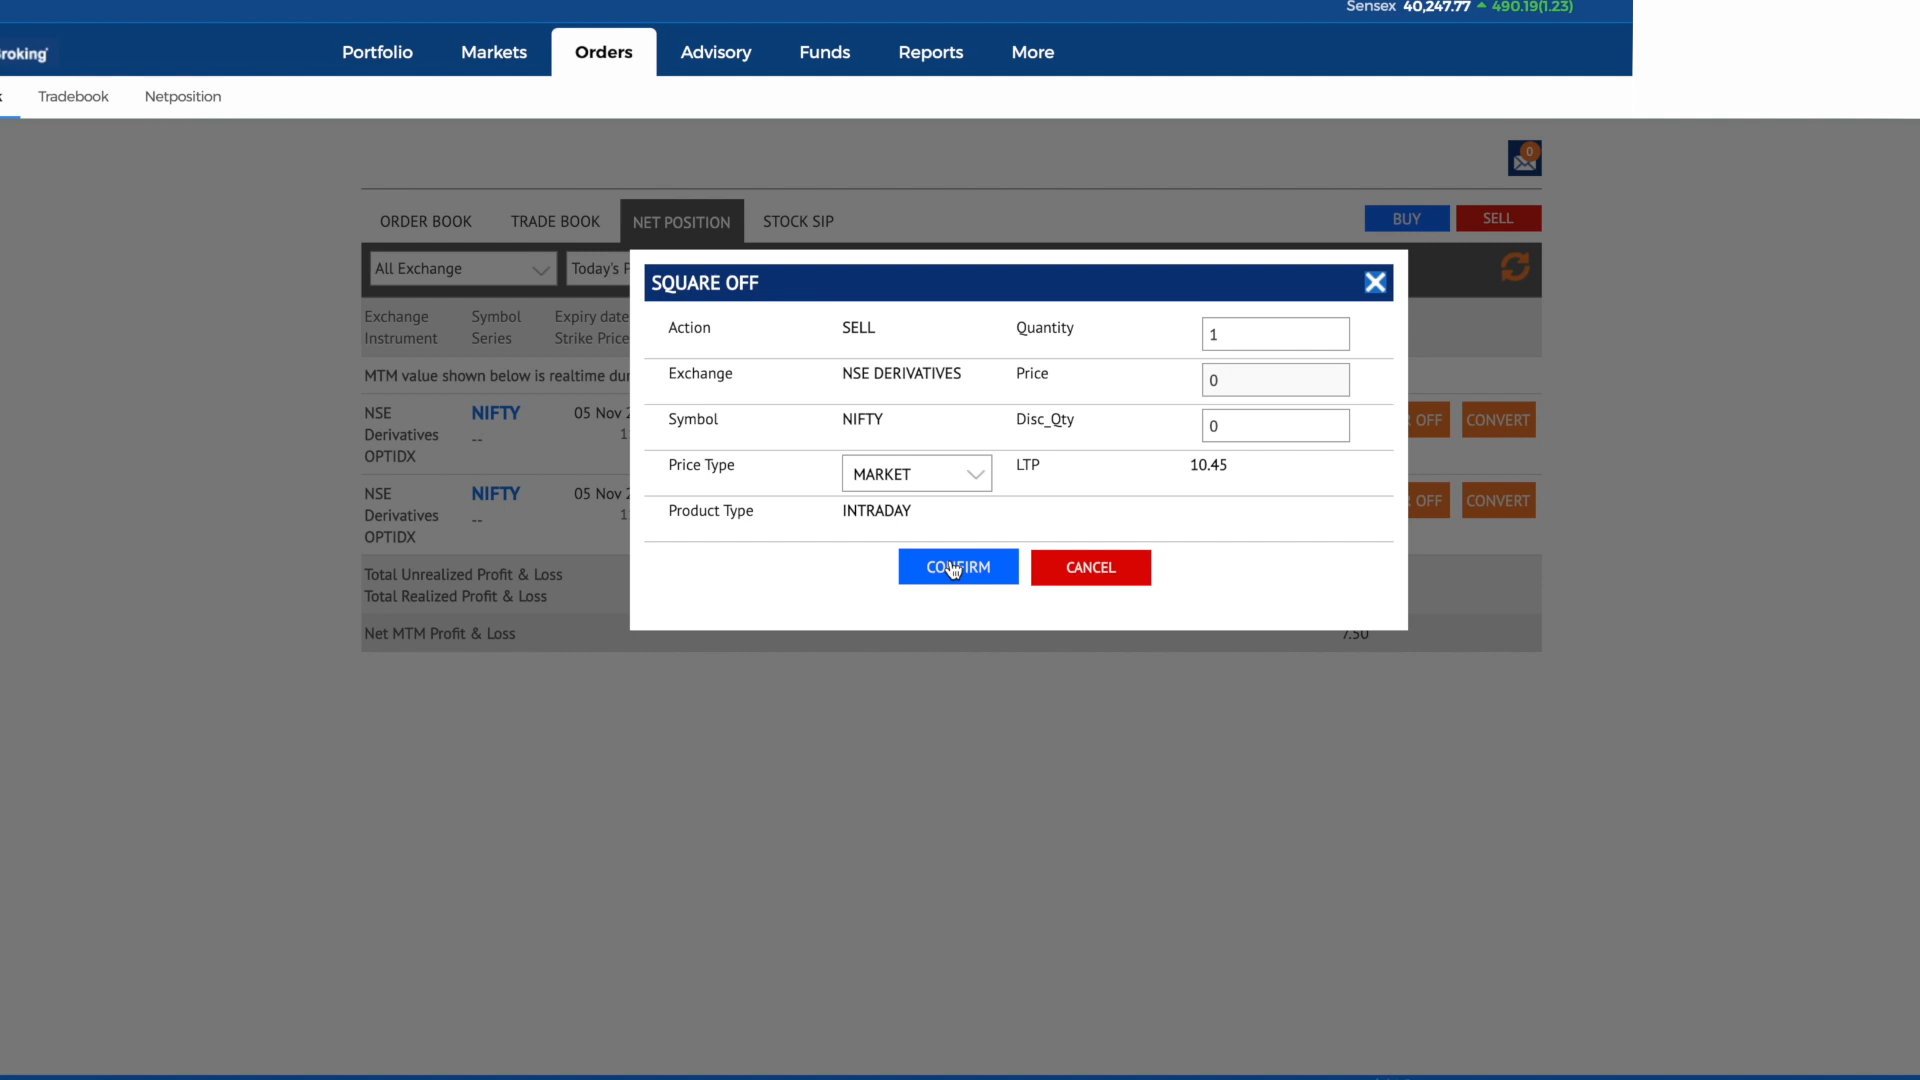 Sensex 40,247.77 490.19(1.23)
Portfolio Markets Orders Advisory Funds Reports More
Tradebook Netposition
0
ORDER BOOK TRADE BOOK NET POSITION STOCK SIP BUY SELL
All Exchange Today's
SQUARE OFF
Exchange Symbol Expiry date
Instrument Series Strike Price
Action SELL Quantity 1
MTM value shown below is realtime
Exchange NSE DERIVATIVES Price 0
NSE NIFTY 05 Nov
Derivatives --
OPTIDX
OFF CONVERT
Symbol NIFTY Disc_Qty 0
Price Type MARKET LTP 10.45
NSE NIFTY 05 Nov
Derivatives --
OPTIDX
OFF CONVERT
Product Type INTRADAY
CONFIRM CANCEL
Total Unrealized Profit & Loss
Total Realized Profit & Loss
Net MTM Profit & Loss 7.50